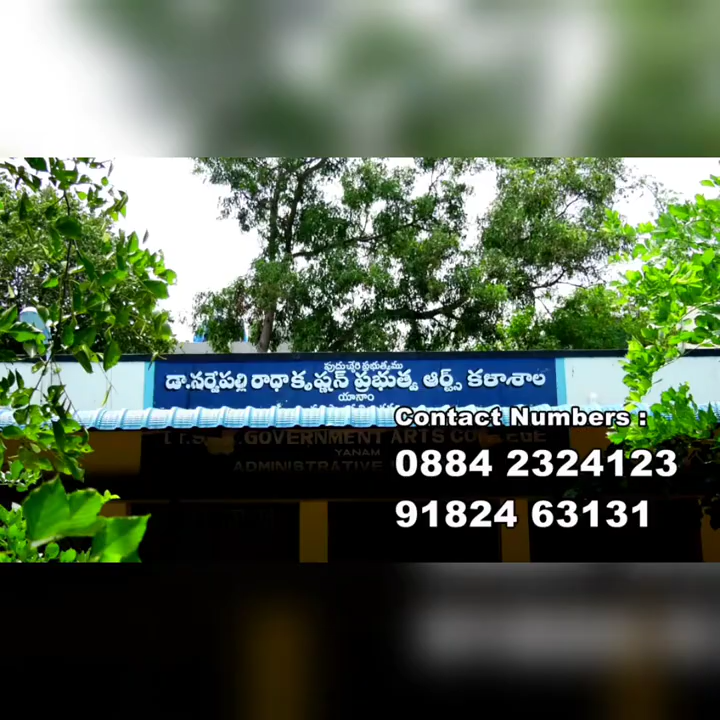 పుదుచ్చేరి ప్రభుత్వము
డా.సర్వేపల్లి రాధాకృష్ణన్ ప్రభుత్వ ఆర్ట్స్ కళాశాల
యానాం
GOVERNMENT ARTS COLLEGE
YANAM
ADMINISTRATIVE
Contact Numbers :
0884 2324123
91824 63131